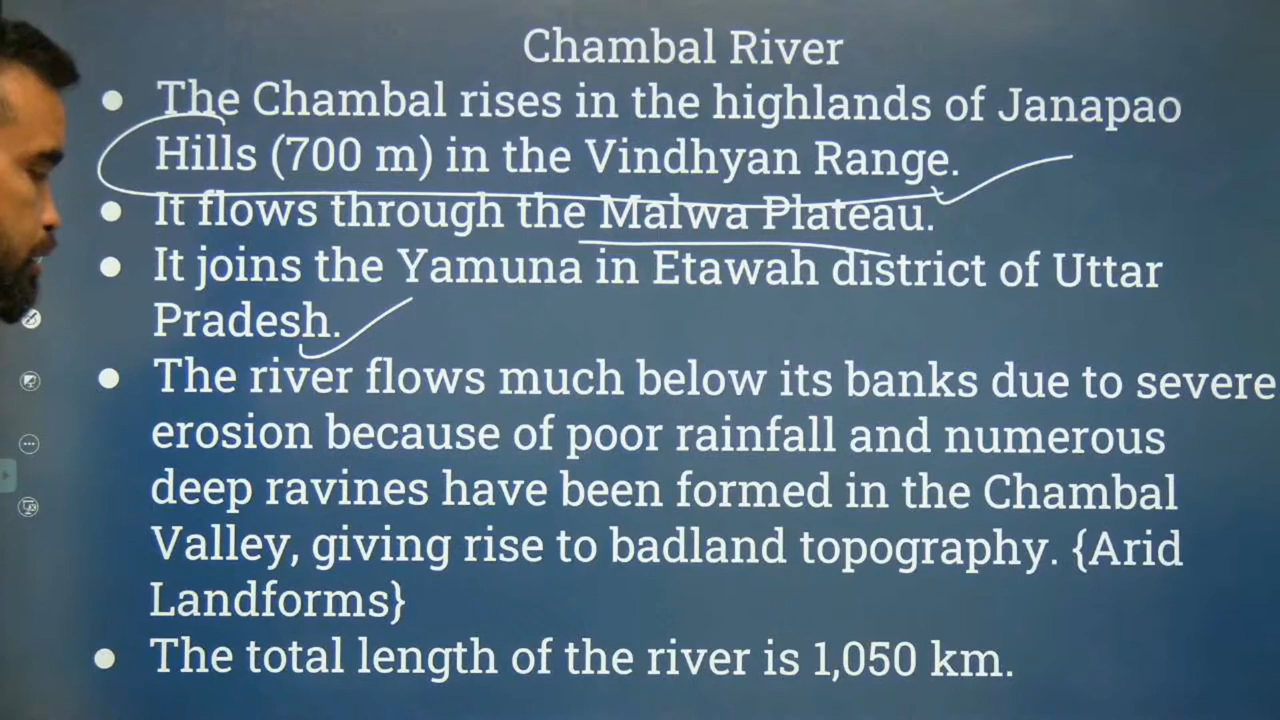 Chambal River
● The Chambal rises in the highlands of Janapao
Hills (700 m) in the Vindhyan Range.
● It flows through the Malwa Plateau.
● It joins the Yamuna in Etawah district of Uttar
Pradesh.
● The river flows much below its banks due to severe
erosion because of poor rainfall and numerous
deep ravines have been formed in the Chambal
Valley, giving rise to badland topography. {Arid
Landforms}
● The total length of the river is 1,050 km.